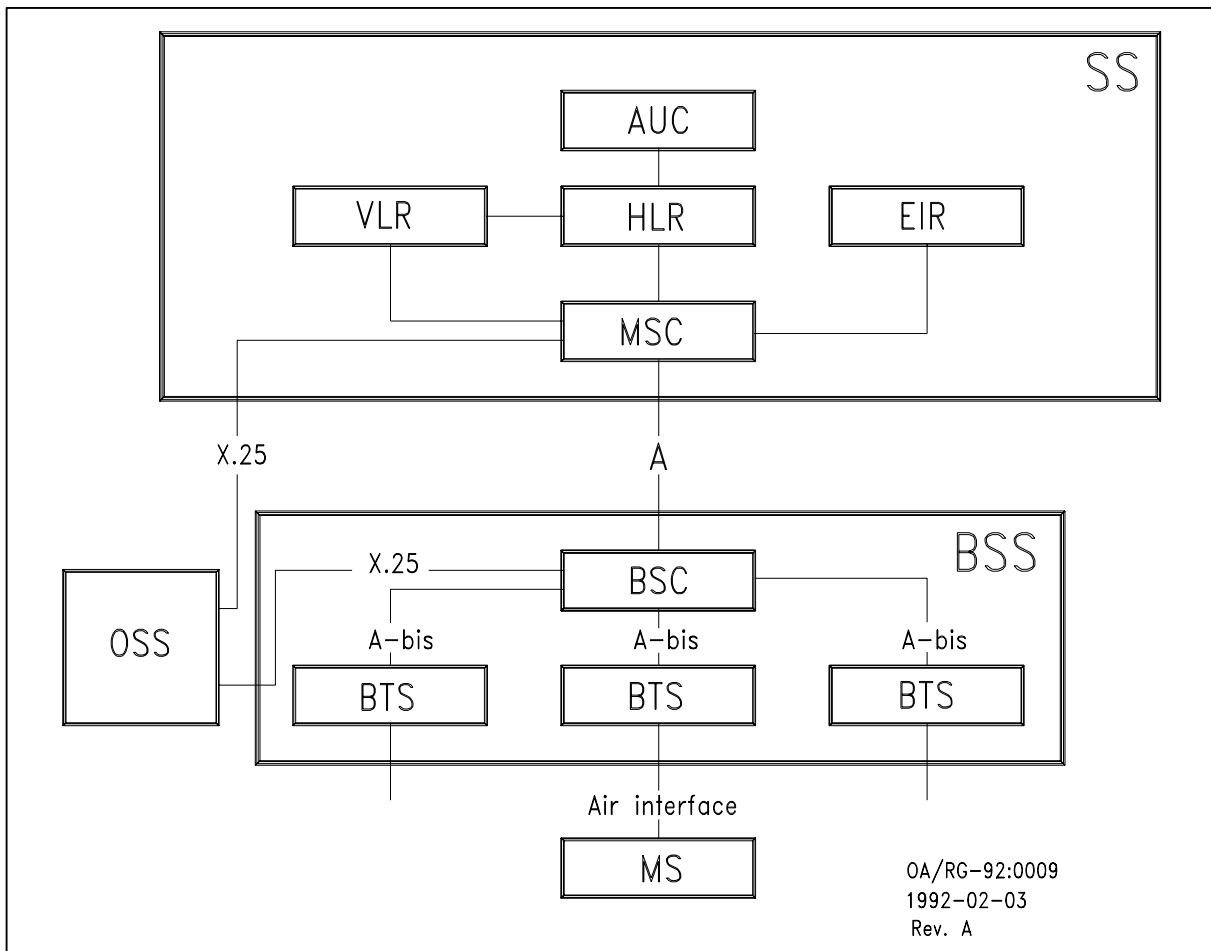 SS
AUC
VLR
HLR
EIR
MSC
X.25
A
BSS
X.25
BSC
OSS
A-bis
A-bis
A-bis
BTS
BTS
BTS
Air interface
MS
OA/RG-92:0009
1992-02-03
Rev. A